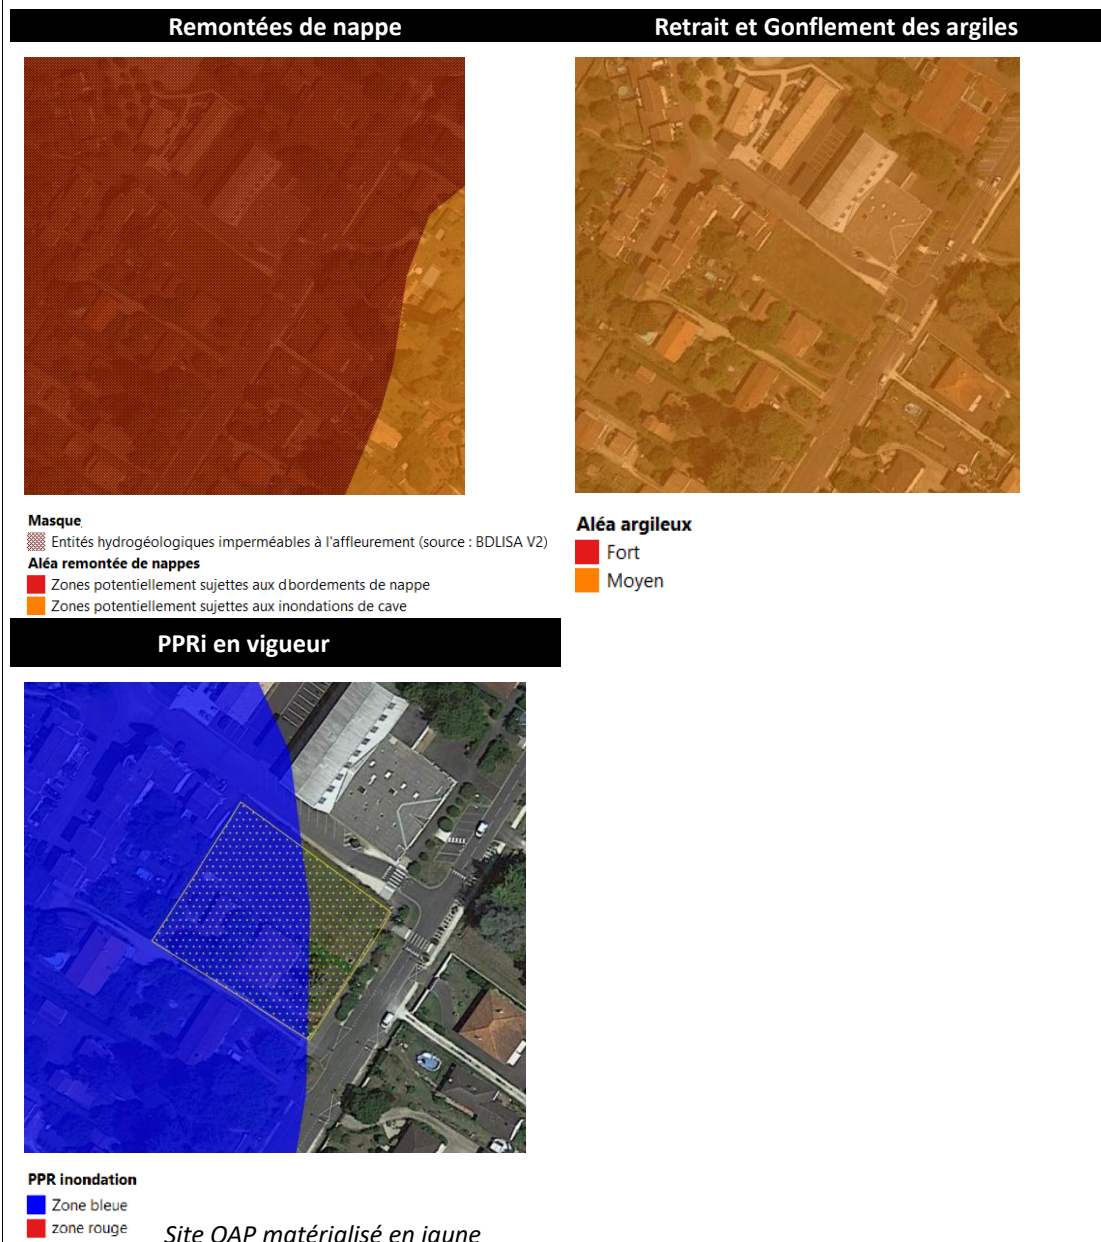 Remontées de nappe
Retrait et Gonflement des argiles
Masque
Entités hydrogéologiques imperméables à l'affleurement (source : BDLISA V2)
Aléa remontée de nappes
Zones potentiellement sujettes aux dbordements de nappe
Zones potentiellement sujettes aux inondations de cave
Aléa argileux
Fort
Moyen
PPRi en vigueur
PPR inondation
Zone bleue
zone rouge
Site OAP matérialisé en jaune